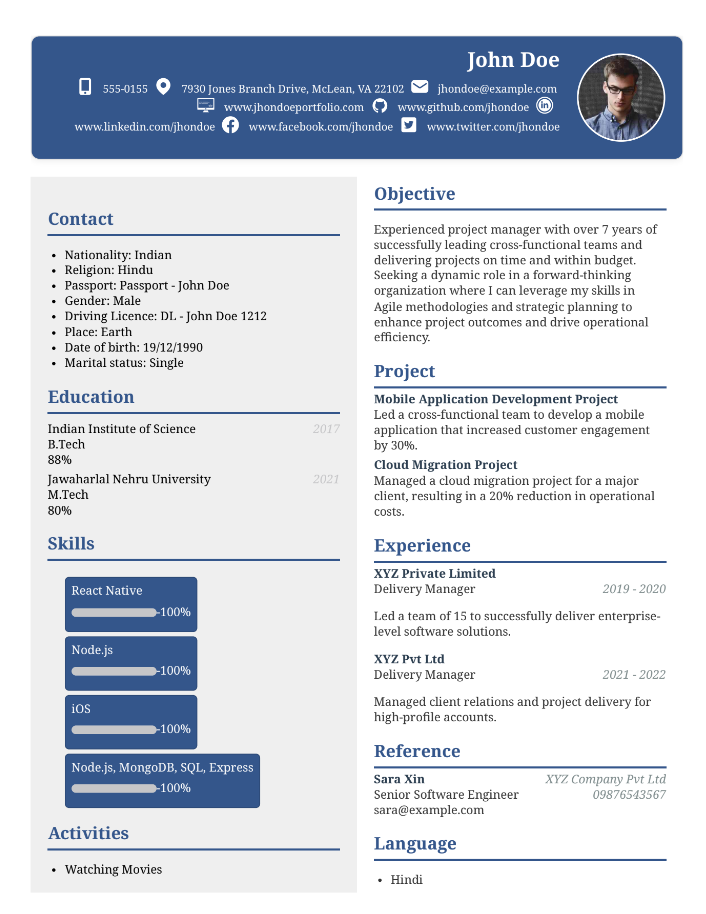 John Doe
555-0155 7930 Jones Branch Drive, McLean, VA 22102 jhondoe@example.com
www.jhondoeportfolio.com www.github.com/jhondoe
www.linkedin.com/jhondoe www.facebook.com/jhondoe www.twitter.com/jhondoe
Contact
• Nationality: Indian
• Religion: Hindu
• Passport: Passport - John Doe
• Gender: Male
• Driving Licence: DL - John Doe 1212
• Place: Earth
• Date of birth: 19/12/1990
• Marital status: Single
Education
Indian Institute of Science 2017
B.Tech
88%
Jawaharlal Nehru University 2021
M.Tech
80%
Skills
React Native
-100%
Node.js
-100%
iOS
-100%
Node.js, MongoDB, SQL, Express
-100%
Activities
• Watching Movies
Objective
Experienced project manager with over 7 years of
successfully leading cross-functional teams and
delivering projects on time and within budget.
Seeking a dynamic role in a forward-thinking
organization where I can leverage my skills in
Agile methodologies and strategic planning to
enhance project outcomes and drive operational
efficiency.
Project
Mobile Application Development Project
Led a cross-functional team to develop a mobile
application that increased customer engagement
by 30%.
Cloud Migration Project
Managed a cloud migration project for a major
client, resulting in a 20% reduction in operational
costs.
Experience
XYZ Private Limited
Delivery Manager 2019 - 2020
Led a team of 15 to successfully deliver enterprise-
level software solutions.
XYZ Pvt Ltd
Delivery Manager 2021 - 2022
Managed client relations and project delivery for
high-profile accounts.
Reference
Sara Xin XYZ Company Pvt Ltd
Senior Software Engineer 09876543567
sara@example.com
Language
• Hindi